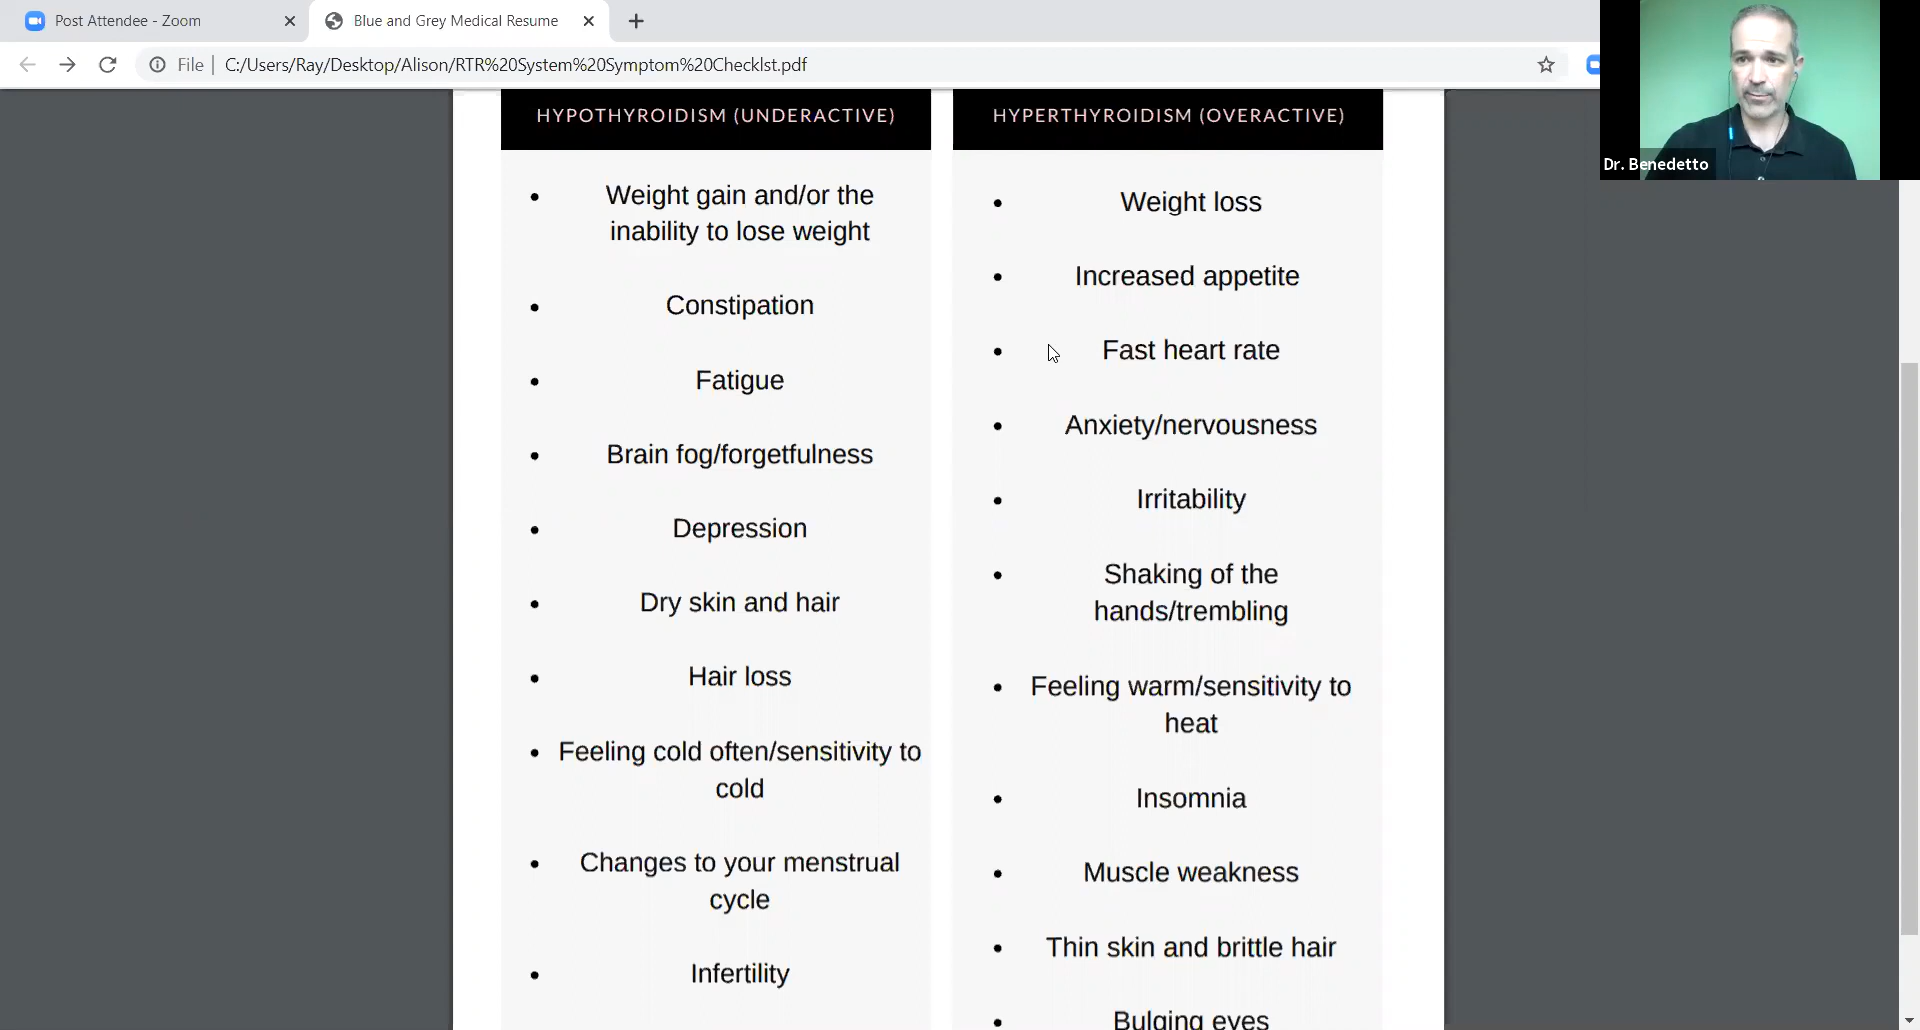 Post Attendee - Zoom
Blue and Grey Medical Resume
File
C:/Users/Ray/Desktop/Alison/RTR%20System%20Symptom%20Checklst.pdf
Dr. Benedetto
HYPOTHYROIDISM (UNDERACTIVE)
• Weight gain and/or the
inability to lose weight
• Constipation
• Fatigue
• Brain fog/forgetfulness
• Depression
• Dry skin and hair
• Hair loss
• Feeling cold often/sensitivity to
cold
• Changes to your menstrual
cycle
• Infertility
HYPERTHYROIDISM (OVERACTIVE)
• Weight loss
• Increased appetite
• Fast heart rate
• Anxiety/nervousness
• Irritability
• Shaking of the
hands/trembling
• Feeling warm/sensitivity to
heat
• Insomnia
• Muscle weakness
• Thin skin and brittle hair
• Bulging eyes